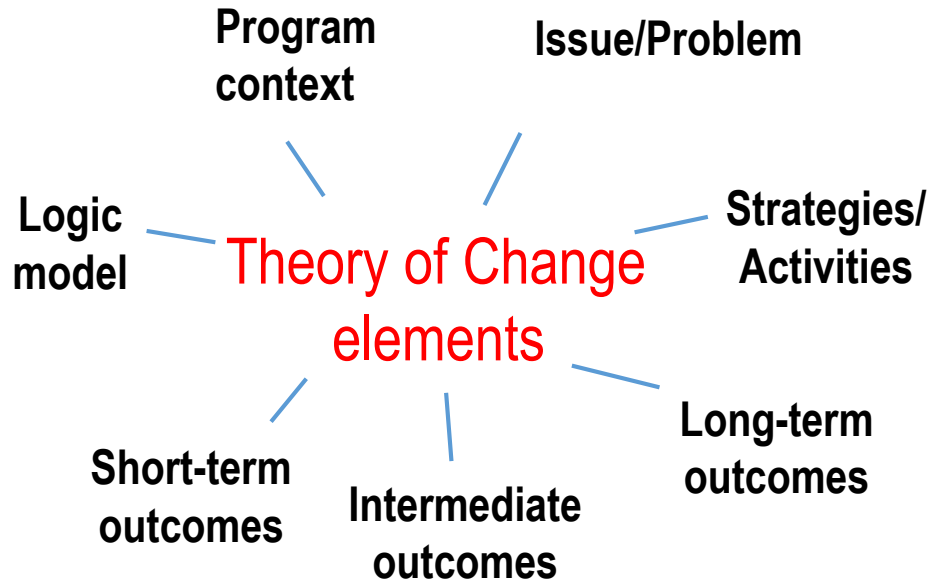 Program
context
Issue/Problem
Logic
model
Theory of Change
elements
Strategies/
Activities
Short-term
outcomes
Intermediate
outcomes
Long-term
outcomes